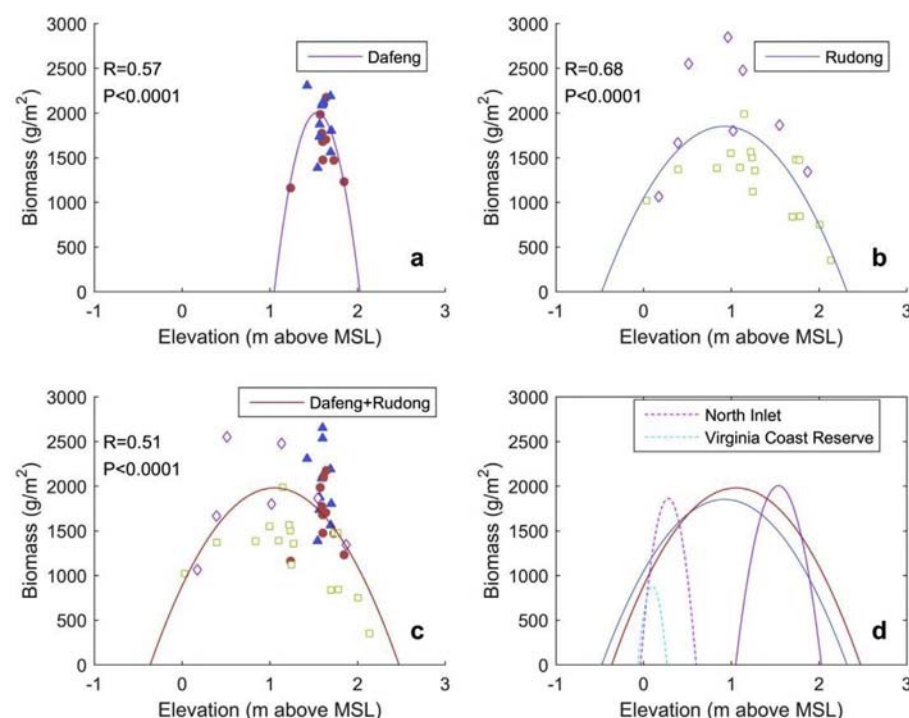 3000
2500
2000
1500
1000
500
0
Biomass (g/m²)
R=0.57
P<0.0001
Dafeng
a
-1 0 1 2 3
Elevation (m above MSL)
3000
2500
2000
1500
1000
500
0
Biomass (g/m²)
R=0.68
P<0.0001
Rudong
b
-1 0 1 2 3
Elevation (m above MSL)
3000
2500
2000
1500
1000
500
0
Biomass (g/m²)
R=0.51
P<0.0001
Dafeng+Rudong
c
-1 0 1 2 3
Elevation (m above MSL)
3000
2500
2000
1500
1000
500
0
Biomass (g/m²)
North Inlet
Virginia Coast Reserve
d
-1 0 1 2 3
Elevation (m above MSL)